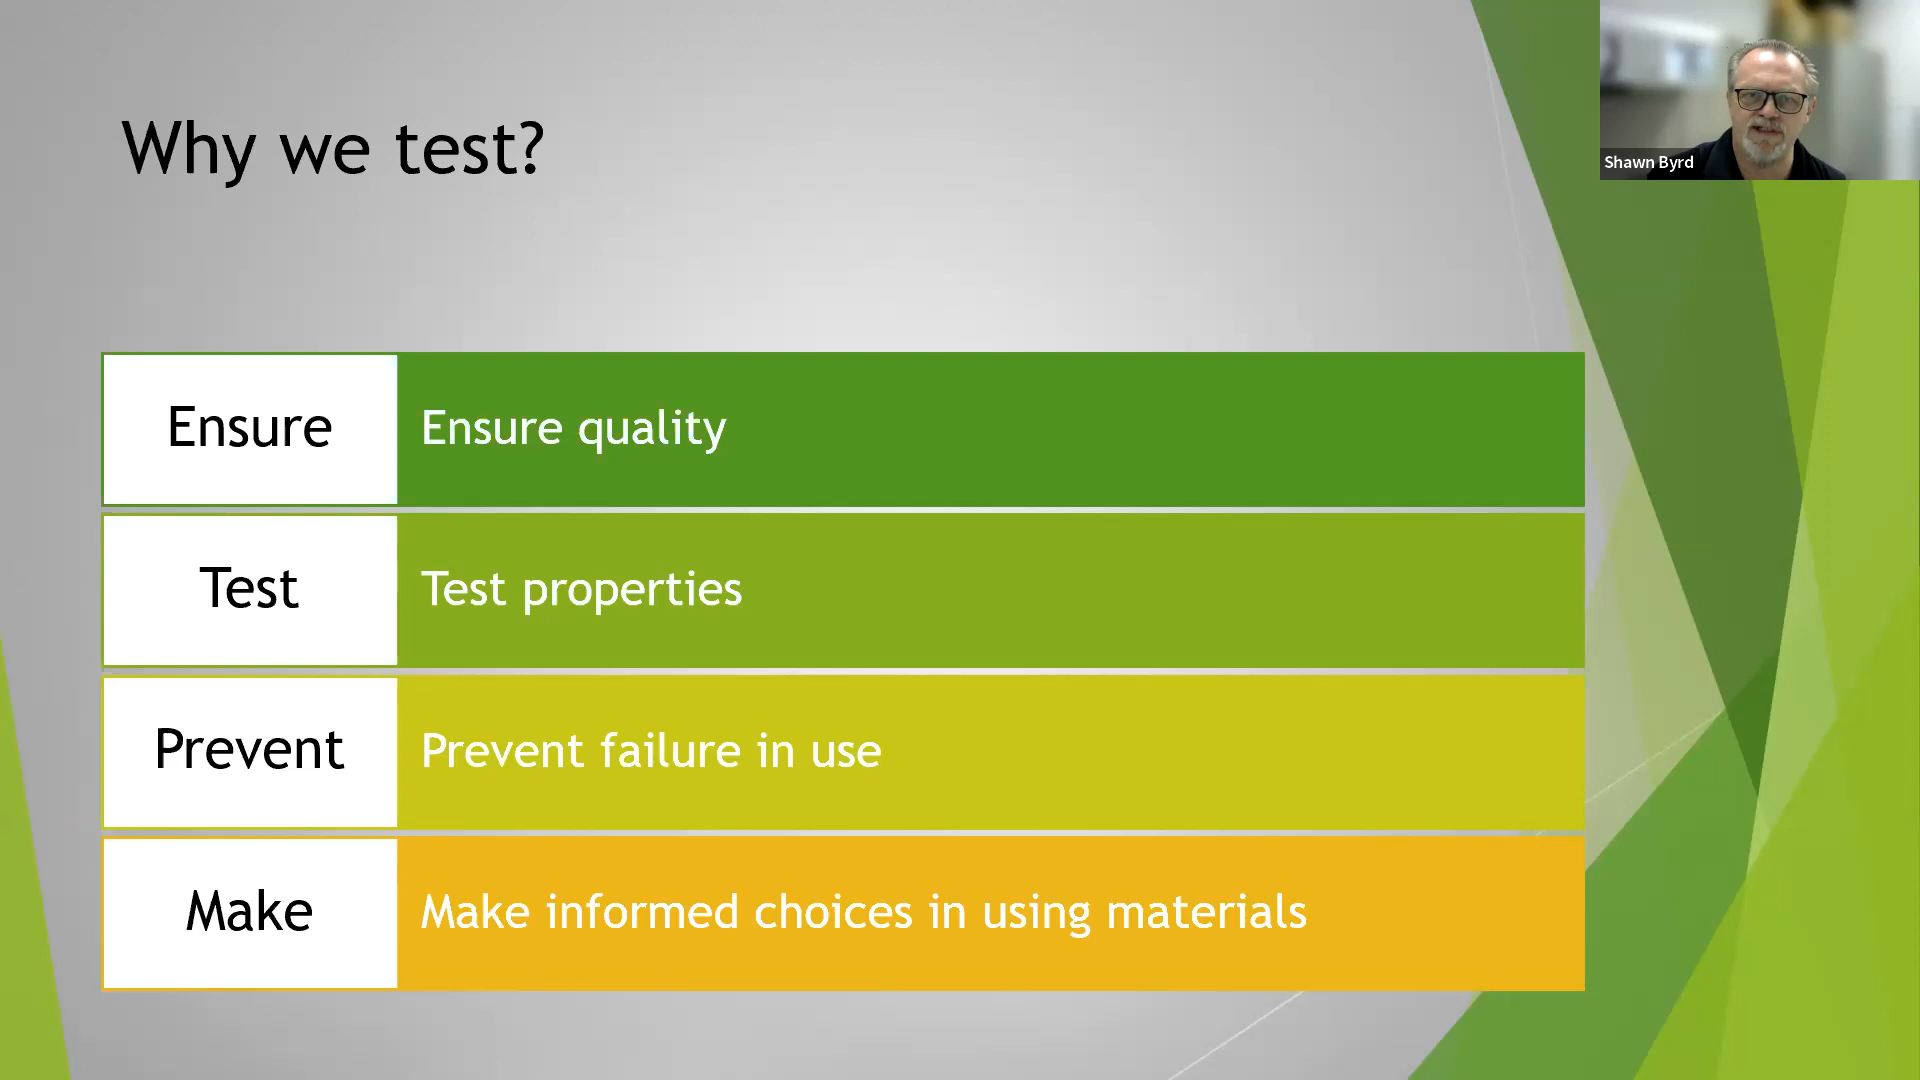 Why we test?
Shawn Byrd
Ensure
Ensure quality
Test
Test properties
Prevent
Prevent failure in use
Make
Make informed choices in using materials